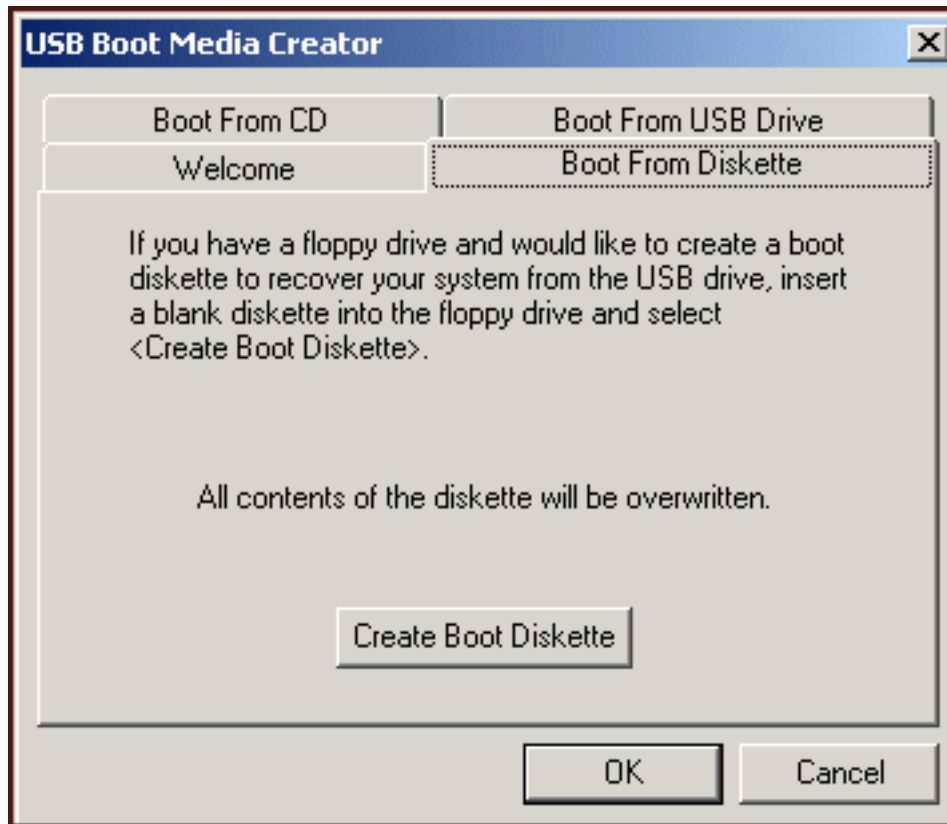 USB Boot Media Creator
Boot From CD
Boot From USB Drive
Welcome
Boot From Diskette
If you have a floppy drive and would like to create a boot
diskette to recover your system from the USB drive, insert
a blank diskette into the floppy drive and select
<Create Boot Diskette>.
All contents of the diskette will be overwritten.
Create Boot Diskette
OK
Cancel